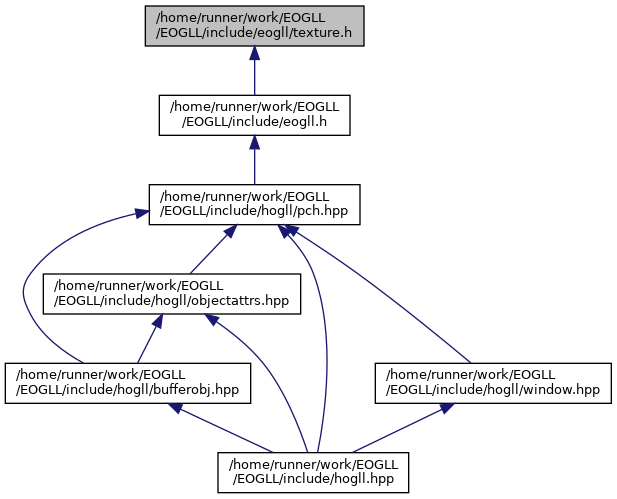 /home/runner/work/EOGLL
/EOGLL/include/eogll/texture.h
/home/runner/work/EOGLL
/EOGLL/include/eogll.h
/home/runner/work/EOGLL
/EOGLL/include/hogll/pch.hpp
/home/runner/work/EOGLL
/EOGLL/include/hogll/objectattrs.hpp
/home/runner/work/EOGLL
/EOGLL/include/hogll/bufferobj.hpp
/home/runner/work/EOGLL
/EOGLL/include/hogll/window.hpp
/home/runner/work/EOGLL
/EOGLL/include/hogll.hpp